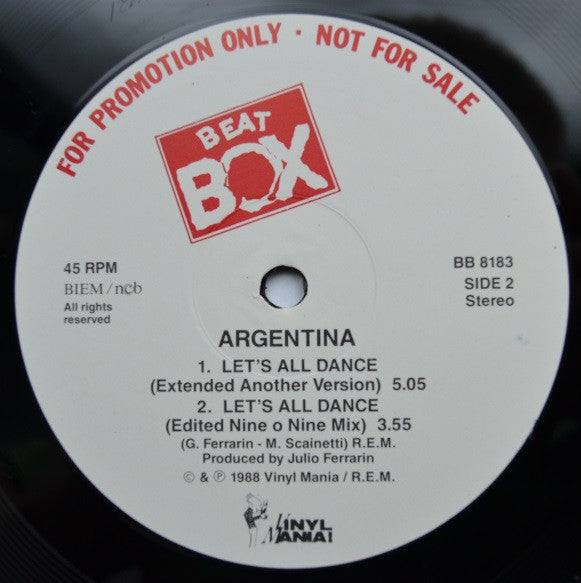 FOR PROMOTION ONLY · NOT FOR SALE
BEAT
BOX
45 RPM
BIEM/ncb
All rights
reserved
BB 8183
SIDE 2
Stereo
ARGENTINA
1. LET'S ALL DANCE
(Extended Another Version) 5.05
2. LET'S ALL DANCE
(Edited Nine o Nine Mix) 3.55
(G. Ferrarin - M. Scainetti) R.E.M.
Produced by Julio Ferrarin
© & ℗ 1988 Vinyl Mania / R.E.M.
VINYL
MANIA!